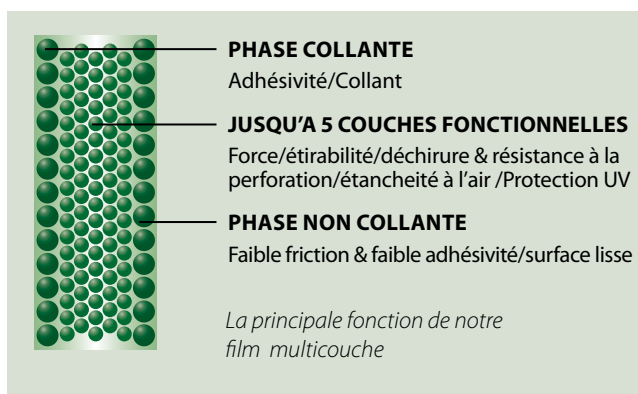 PHASE COLLANTE
Adhésivité/Collant
JUSQU'A 5 COUCHES FONCTIONNELLES
Force/étirabilité/déchirure & résistance à la
perforation/étancheité à l'air /Protection UV
PHASE NON COLLANTE
Faible friction & faible adhésivité/surface lisse
La principale fonction de notre
film multicouche